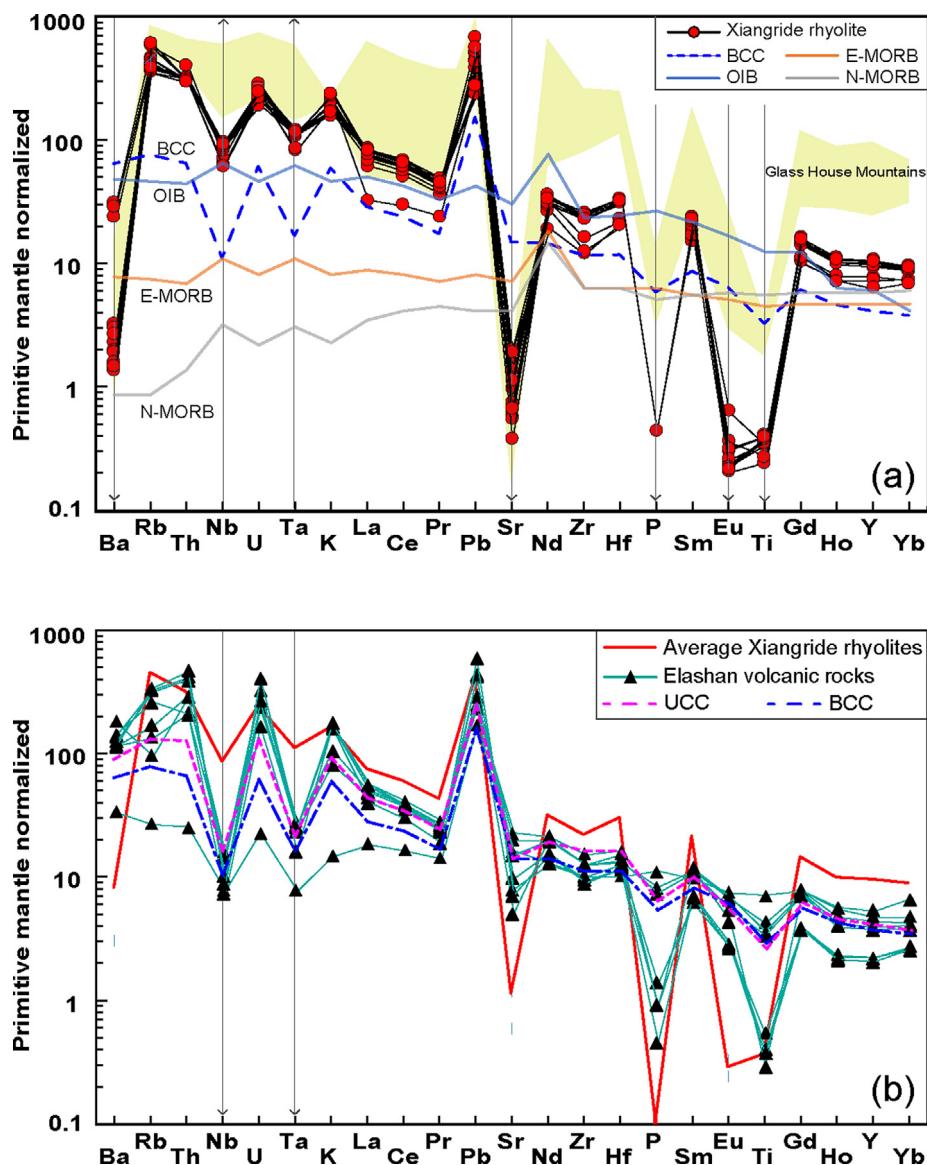 Primitive mantle normalized
1000
100
10
1
0.1
Xiangride rhyolite
BCC
E-MORB
OIB
N-MORB
BCC
OIB
E-MORB
N-MORB
Glass House Mountains
(a)
Ba Rb Th Nb U Ta K La Ce Pr Pb Sr Nd Zr Hf P Sm Eu Ti Gd Ho Y Yb
Primitive mantle normalized
1000
100
10
1
0.1
Average Xiangride rhyolites
Elashan volcanic rocks
UCC
BCC
(b)
Ba Rb Th Nb U Ta K La Ce Pr Pb Sr Nd Zr Hf P Sm Eu Ti Gd Ho Y Yb